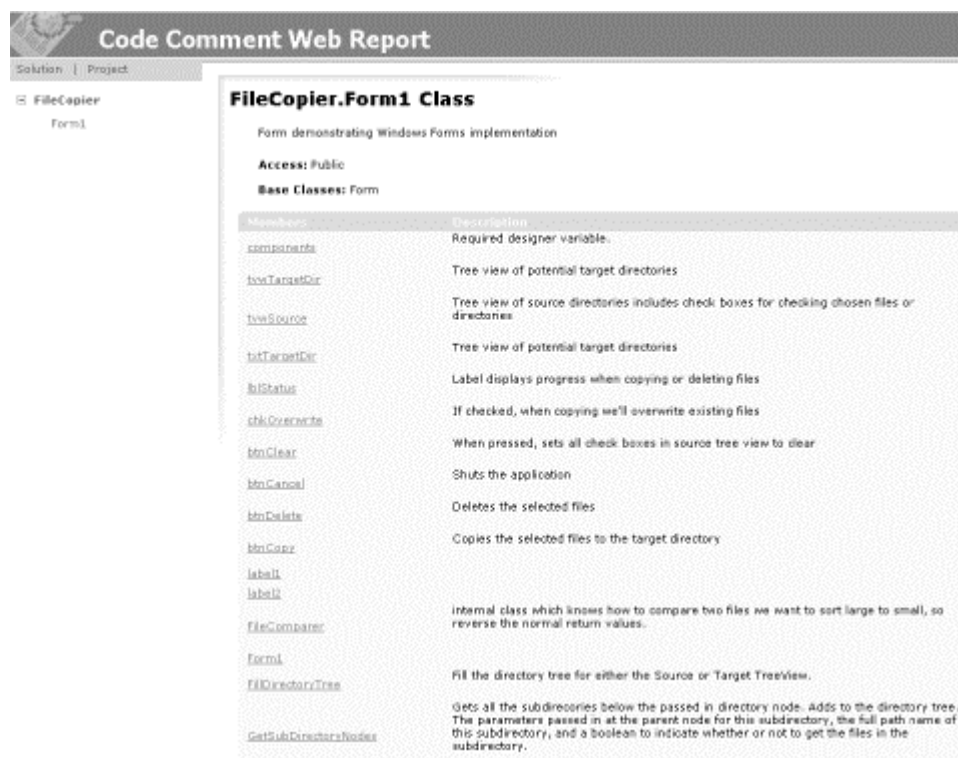 Code Comment Web Report
Solution | Project
FileCopier
Form1
FileCopier.Form1 Class
Form demonstrating Windows Forms implementation
Access: Public
Base Classes: Form
Members Description
components Required designer variable.
tvwTargetDir Tree view of potential target directories
tvwSource Tree view of source directories includes check boxes for checking chosen files or
directories
txtTargetDir Tree view of potential target directories
lblStatus Label displays progress when copying or deleting files
chkOverwrite If checked, when copying we'll overwrite existing files
btnClear When pressed, sets all check boxes in source tree view to clear
btnCancel Shuts the application
btnDelete Deletes the selected files
btnCopy Copies the selected files to the target directory
label1
label2
FileComparer internal class which knows how to compare two files we want to sort large to small, so
reverse the normal return values.
Form1
FillDirectoryTree Fill the directory tree for either the Source or Target TreeView.
GetSubDirectoryNodes Gets all the subdirecories below the passed in directory node. Adds to the directory tree.
The parameters passed in at the parent node for this subdirectory, the full path name of
this subdirectory, and a boolean to indicate whether or not to get the files in the
subdirectory.